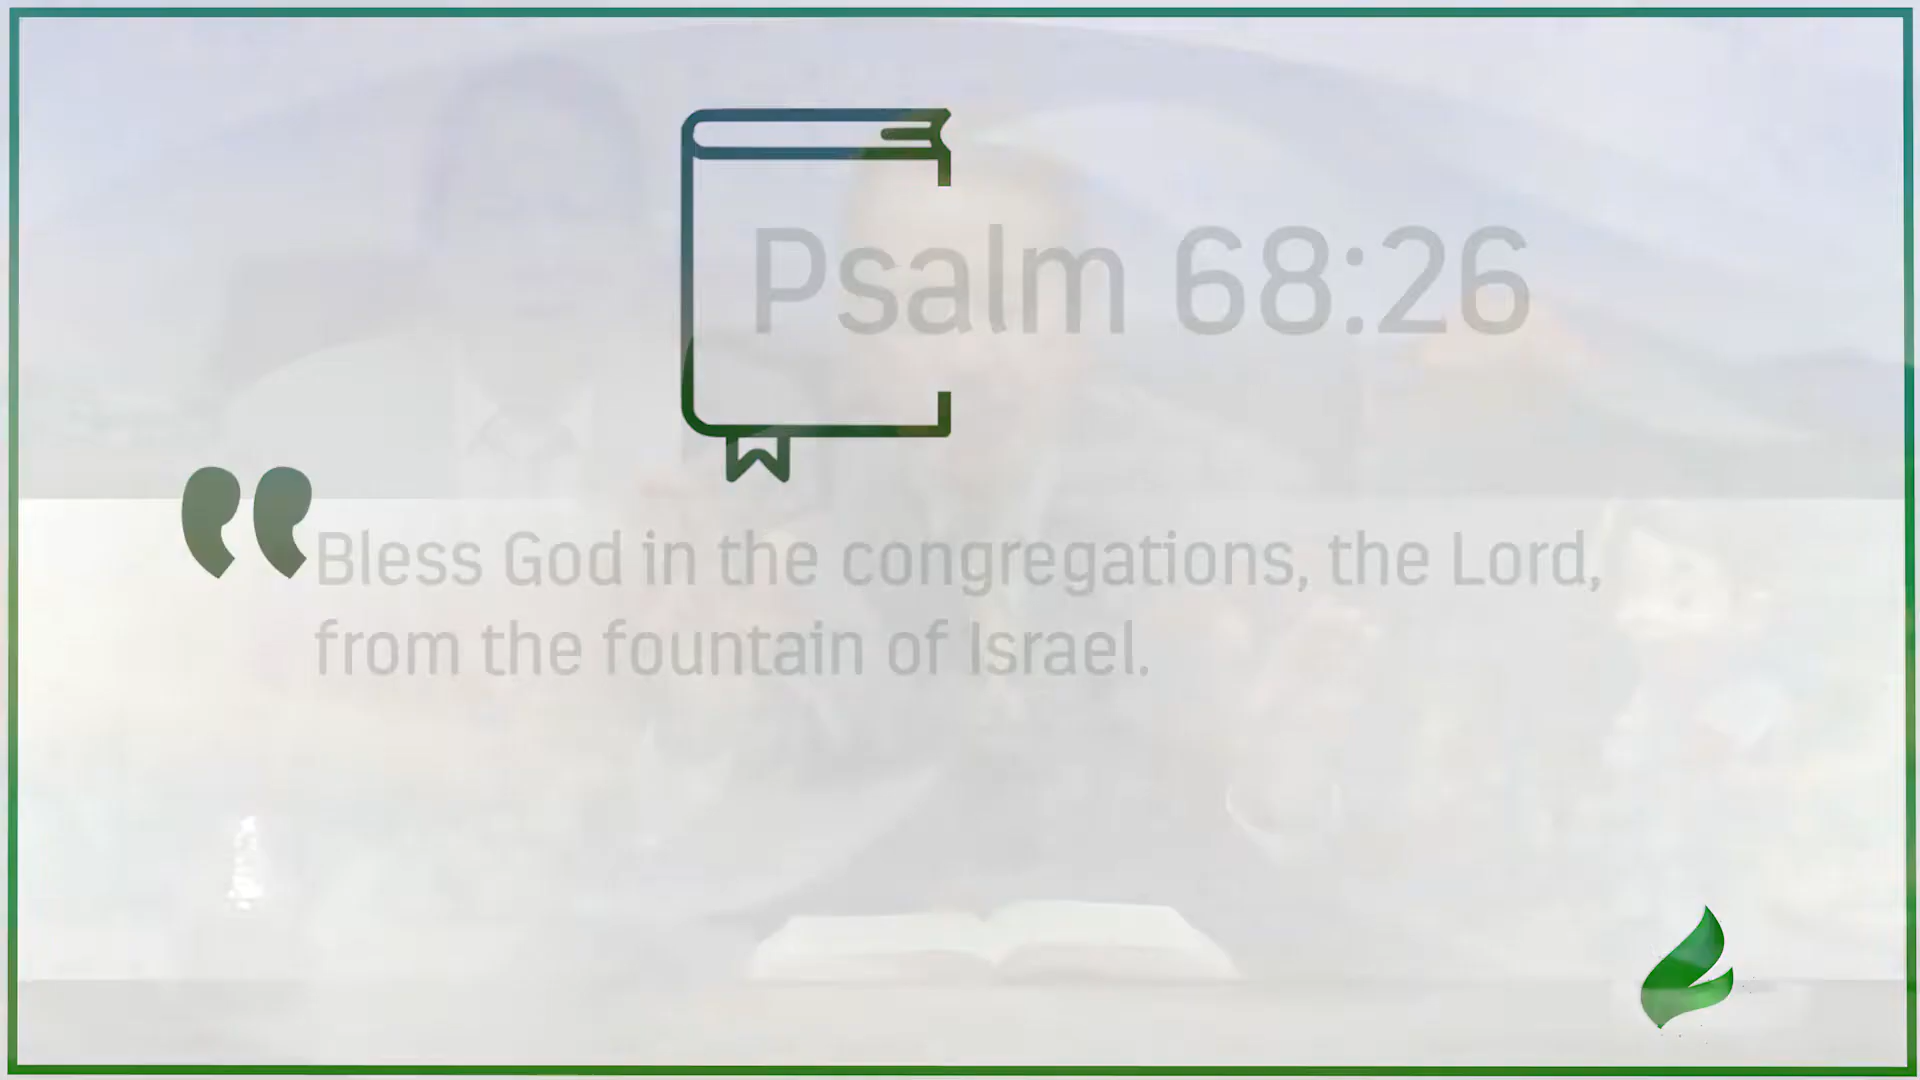 Psalm 68:26
Bless God in the congregations, the Lord,
from the fountain of Israel.